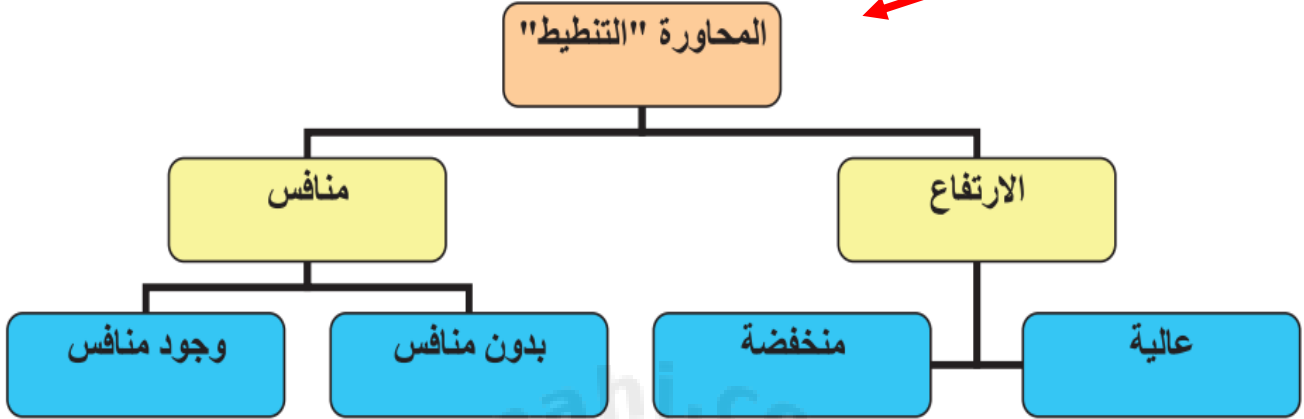 المحاورة "التنطيط"
الارتفاع
منافس
عالية
منخفضة
بدون منافس
وجود منافس